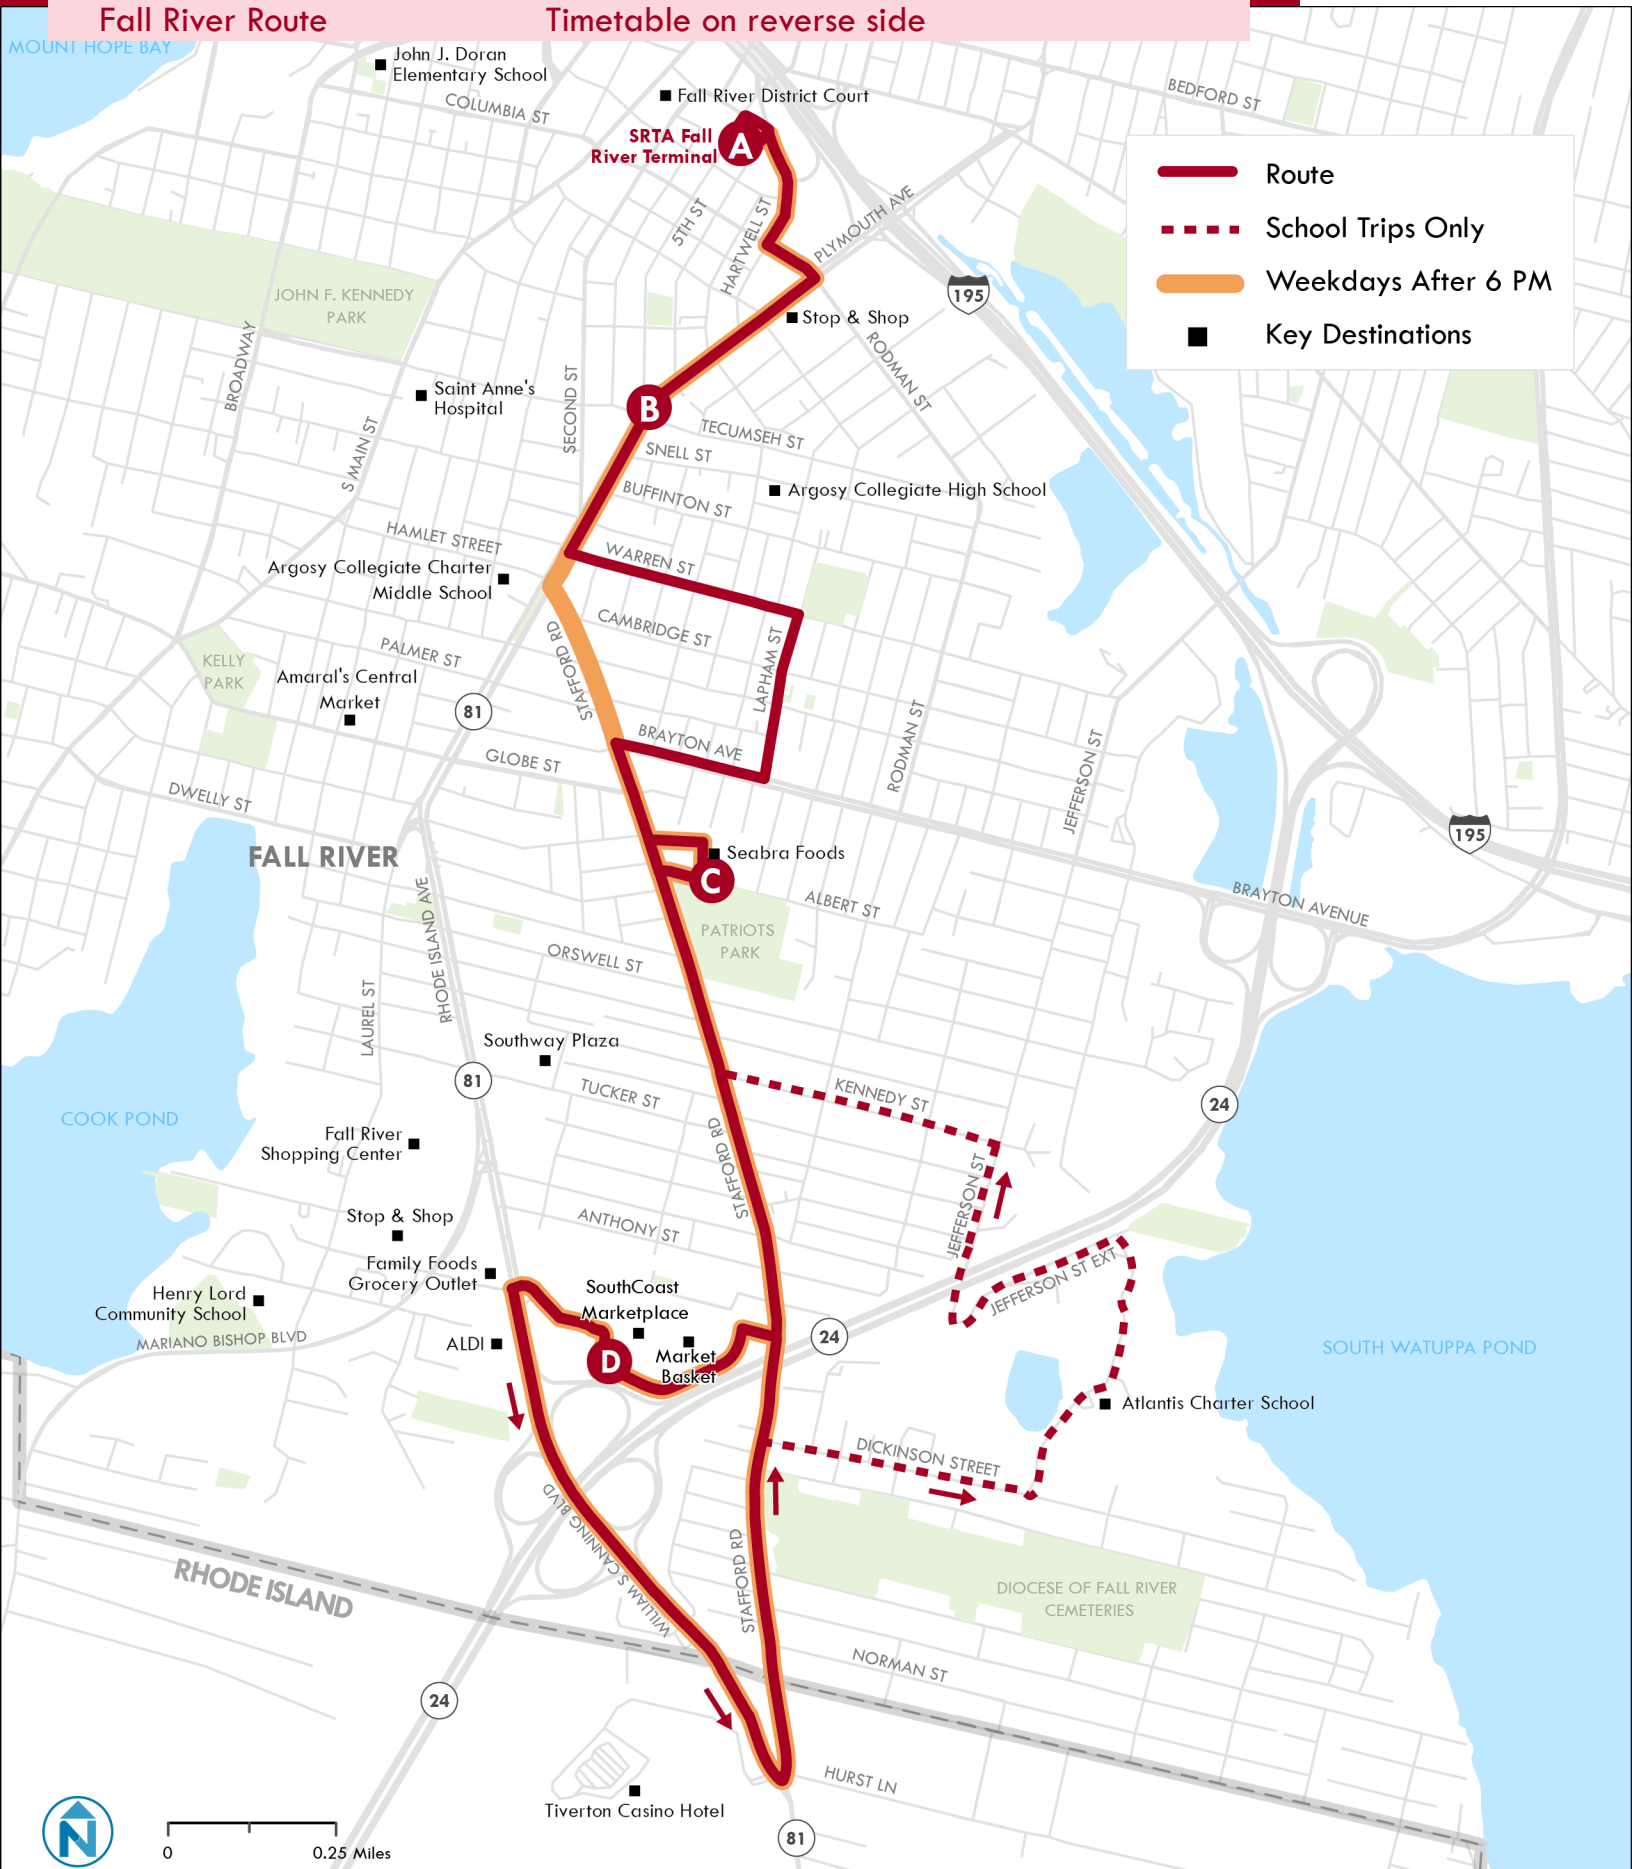 Fall River Route
Timetable on reverse side
MOUNT HOPE BAY
John J. Doran
Elementary School
COLUMBIA ST
Fall River District Court
BEDFORD ST
SRTA Fall
River Terminal
A
Route
School Trips Only
Weekdays After 6 PM
Key Destinations
5TH ST
HARTWELL ST
PLYMOUTH AVE
195
JOHN F. KENNEDY
PARK
Stop & Shop
BROADWAY
RODMAN ST
SECOND ST
Saint Anne's
Hospital
B
S MAIN ST
TECUMSEH ST
SNELL ST
BUFFINTON ST
Argosy Collegiate High School
HAMLET STREET
WARREN ST
Argosy Collegiate Charter
Middle School
CAMBRIDGE ST
PALMER ST
STAFFORD RD
LAPHAM ST
KELLY
PARK
Amaral's Central
Market
81
BRAYTON AVE
RODMAN ST
JEFFERSON ST
GLOBE ST
DWELLY ST
195
FALL RIVER
Seabra Foods
C
RHODE ISLAND AVE
ALBERT ST
BRAYTON AVENUE
PATRIOTS
PARK
ORSWELL ST
LAUREL ST
Southway Plaza
81
TUCKER ST
KENNEDY ST
24
COOK POND
STAFFORD RD
Fall River
Shopping Center
JEFFERSON ST
Stop & Shop
ANTHONY ST
Family Foods
Grocery Outlet
JEFFERSON ST EXT
Henry Lord
Community School
SouthCoast
Marketplace
MARIANO BISHOP BLVD
ALDI
24
SOUTH WATUPPA POND
D
Market
Basket
Atlantis Charter School
DICKINSON STREET
WILLIAM S CANNING BLVD
STAFFORD RD
RHODE ISLAND
DIOCESE OF FALL RIVER
CEMETERIES
NORMAN ST
24
HURST LN
Tiverton Casino Hotel
81
N
0
0.25 Miles